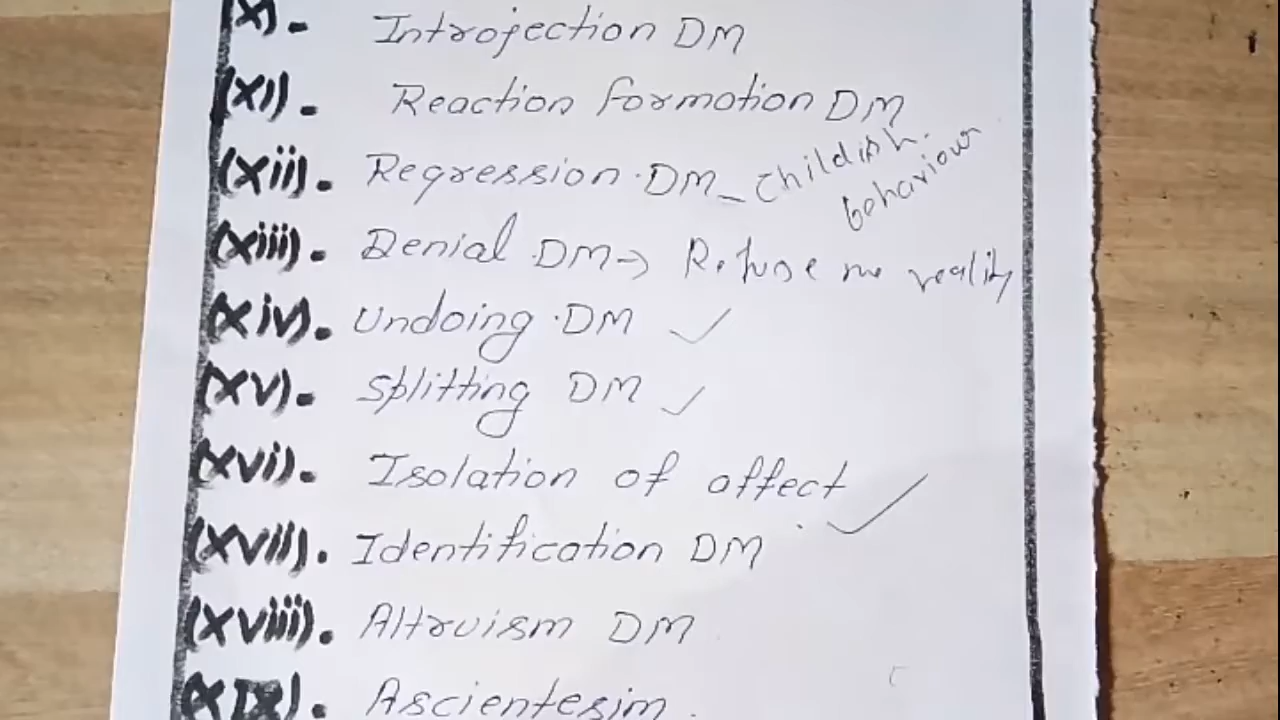 (X). Introjection DM
(XI). Reaction formation DM
(Xii). Regression DM - Childish behaviour
(Xiii). Denial DM → Refuse reality
(Xiv). Undoing DM ✓
(XV). Splitting DM ✓
(XVi). Isolation of affect ✓
(XVii). Identification DM
(XViii). Altruism DM
(XIX). Ascientesim